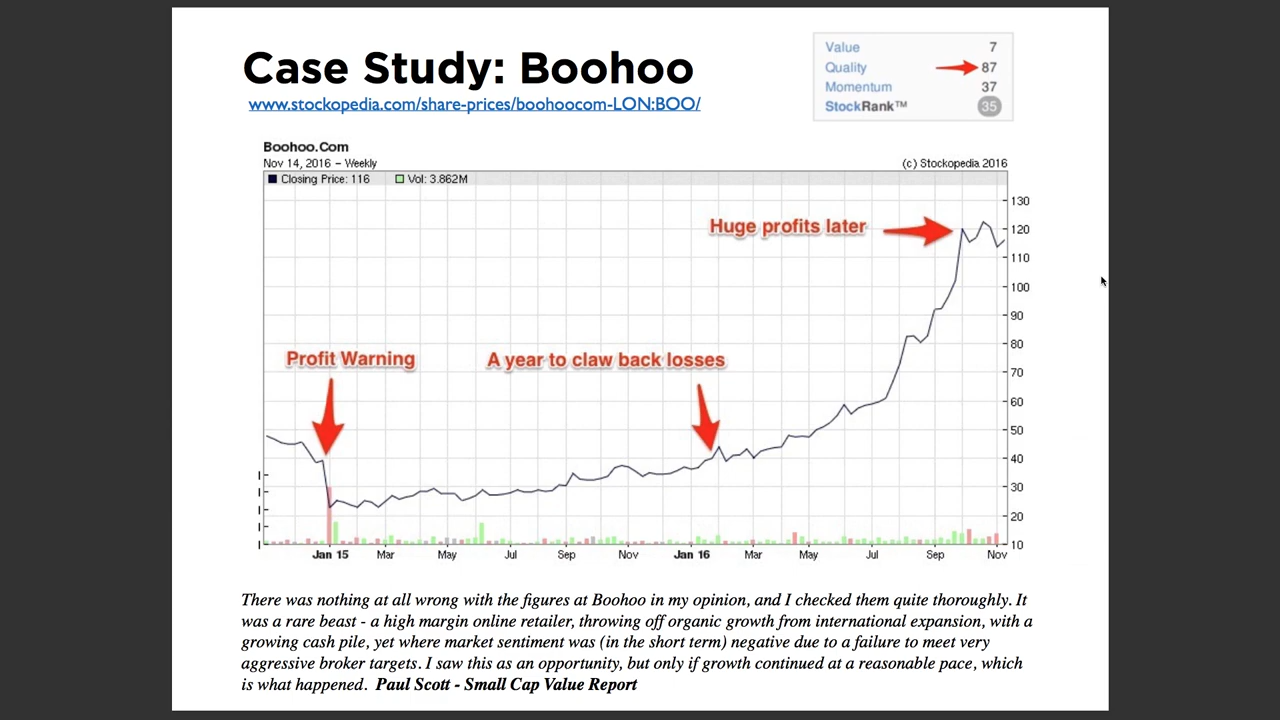 Case Study: Boohoo
www.stockopedia.com/share-prices/boohoocom-LON:BOO/
Value 7
Quality 87
Momentum 37
StockRank™ 35
Boohoo.Com
Nov 14, 2016 - Weekly
(c) Stockopedia 2016
Closing Price: 116
Vol: 3.862M
Huge profits later
Profit Warning
A year to claw back losses
130
120
110
100
90
80
70
60
50
40
30
20
10
Jan 15 Mar May Jul Sep Nov Jan 16 Mar May Jul Sep Nov
There was nothing at all wrong with the figures at Boohoo in my opinion, and I checked them quite thoroughly. It
was a rare beast - a high margin online retailer, throwing off organic growth from international expansion, with a
growing cash pile, yet where market sentiment was (in the short term) negative due to a failure to meet very
aggressive broker targets. I saw this as an opportunity, but only if growth continued at a reasonable pace, which
is what happened. Paul Scott - Small Cap Value Report